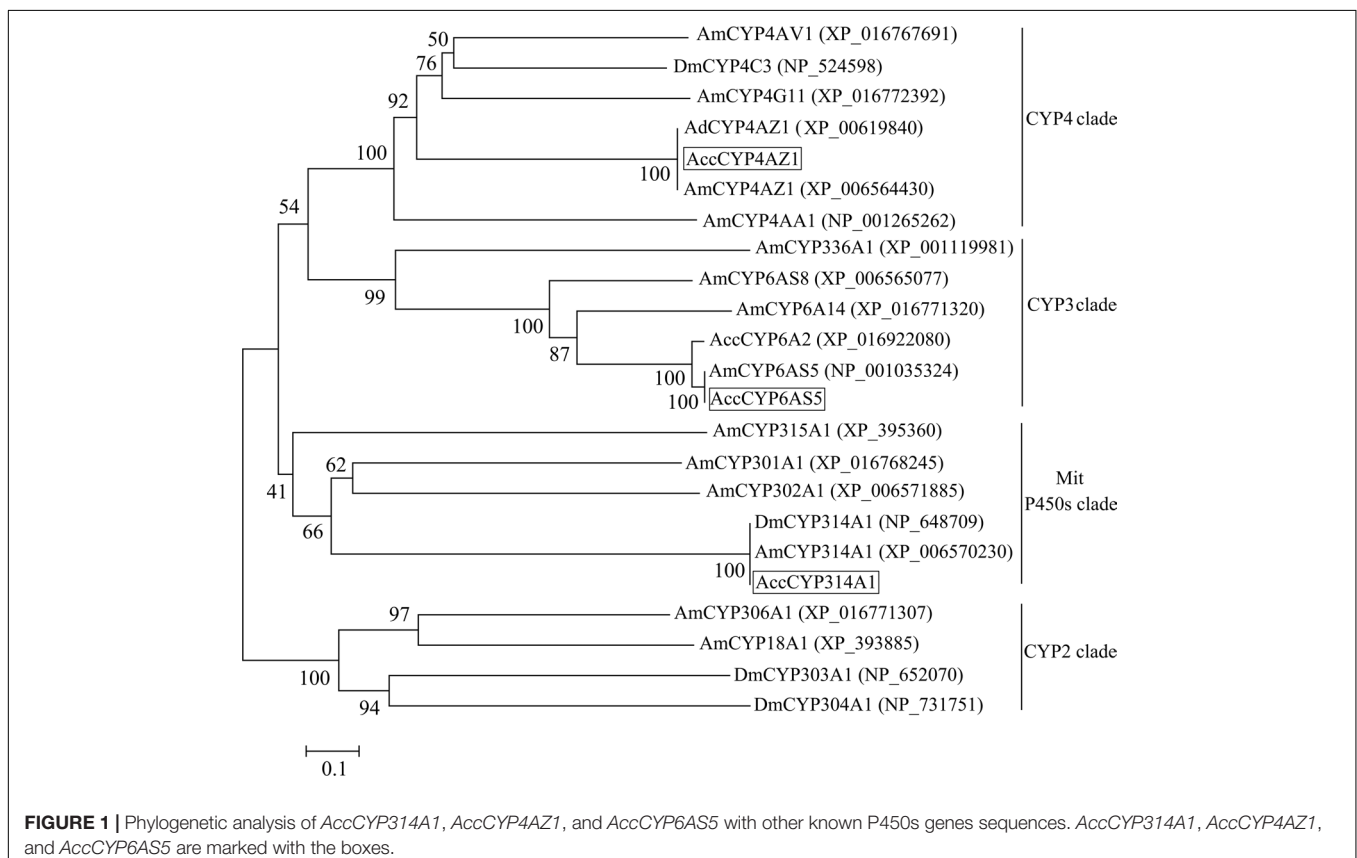 50
AmCYP4AV1 (XP_016767691)
76
DmCYP4C3 (NP_524598)
AmCYP4G11 (XP_016772392)
92
AdCYP4AZ1 (XP_00619840)
CYP4 clade
100
AccCYP4AZ1
100
AmCYP4AZ1 (XP_006564430)
54
AmCYP4AA1 (NP_001265262)
AmCYP336A1 (XP_001119981)
99
AmCYP6AS8 (XP_006565077)
CYP3 clade
100
AmCYP6A14 (XP_016771320)
87
AccCYP6A2 (XP_016922080)
100
AmCYP6AS5 (NP_001035324)
100
AccCYP6AS5
AmCYP315A1 (XP_395360)
62
AmCYP301A1 (XP_016768245)
41
AmCYP302A1 (XP_006571885)
Mit
P450s clade
66
DmCYP314A1 (NP_648709)
AmCYP314A1 (XP_006570230)
100
AccCYP314A1
97
AmCYP306A1 (XP_016771307)
AmCYP18A1 (XP_393885)
CYP2 clade
100
DmCYP303A1 (NP_652070)
94
DmCYP304A1 (NP_731751)
0.1
FIGURE 1 | Phylogenetic analysis of AccCYP314A1, AccCYP4AZ1, and AccCYP6AS5 with other known P450s genes sequences. AccCYP314A1, AccCYP4AZ1,
and AccCYP6AS5 are marked with the boxes.